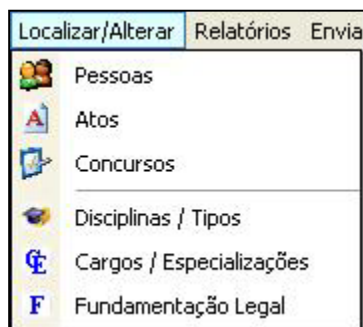 Localizar/Alterar Relatórios Envia
Pessoas
A Atos
Concursos
Disciplinas / Tipos
Cargos / Especializações
F Fundamentação Legal